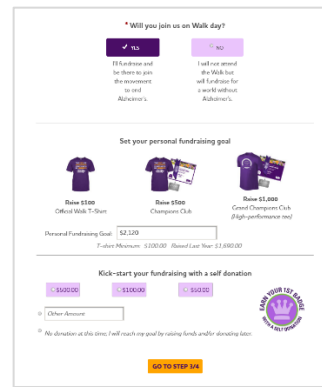 * Will you join us on Walk day?
✓ YES
NO
I'll fundraise and
be there to join
the movement
to end
Alzheimer's.
I will not attend
the Walk but
will fundraise for
a world without
Alzheimer's.
Set your personal fundraising goal
Raise $100
Official Walk T-Shirt
Raise $500
Champions Club
Raise $1,000
Grand Champions Club
(High-performance tee)
Personal Fundraising Goal: $2,120
T-shirt Minimum: $100.00 Raised Last Year: $1,690.00
Kick-start your fundraising with a self donation
$500.00
$100.00
$50.00
Other Amount
No donation at this time. I will reach my goal by raising funds and/or donating later.
EARN YOUR 1ST BADGE
WITH A SELF DONATION
GO TO STEP 3/4